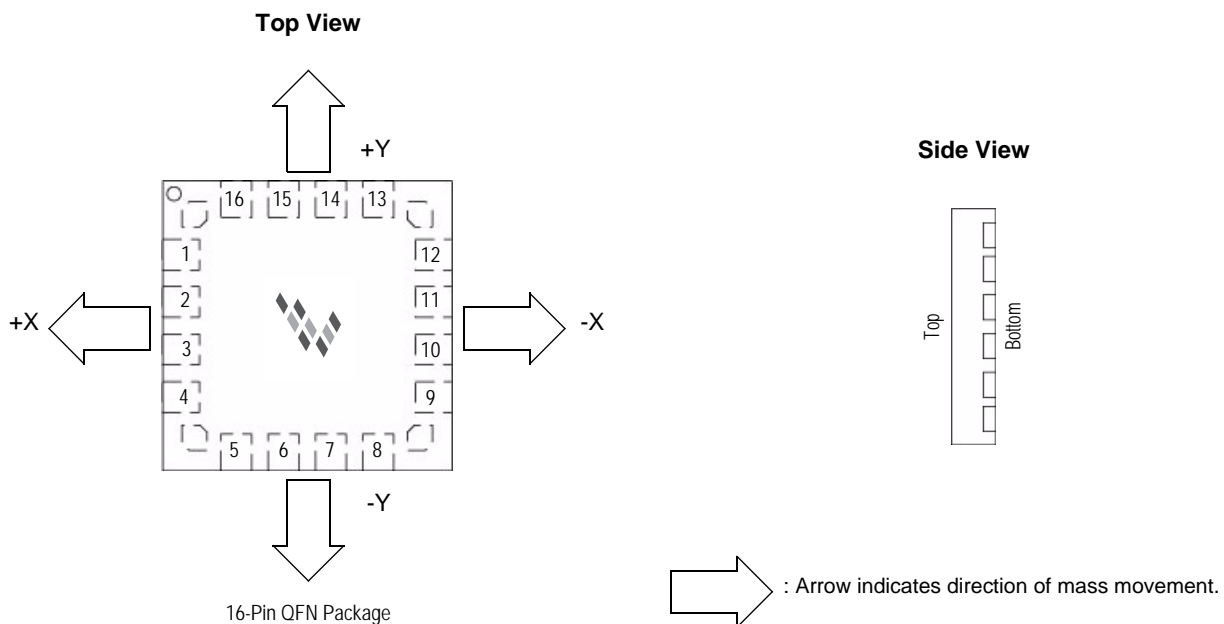 Top View
+Y
Side View
16 15 14 13
1 12
2 11
+X -X
3 10
4 9
5 6 7 8
Top
Bottom
-Y
: Arrow indicates direction of mass movement.
16-Pin QFN Package